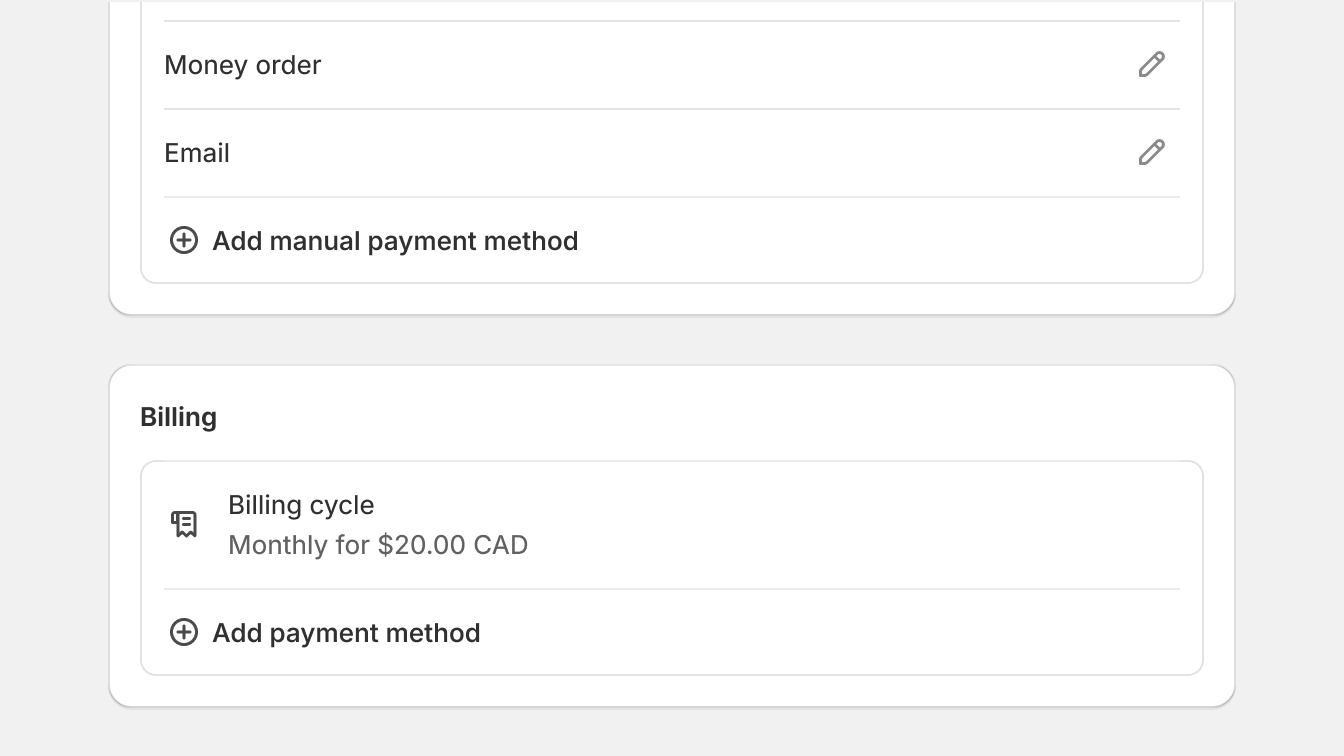 Money order
Email
Add manual payment method
Billing
Billing cycle
Monthly for $20.00 CAD
Add payment method